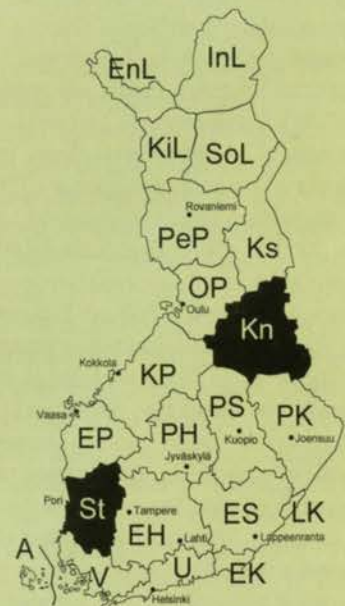 InL
EnL
KiL
SoL
Rovaniemi
PeP
Ks
OP
Oulu
Kn
Kokkola
KP
Vaasa
PS
PK
EP
PH
Kuopio
Joensuu
Jyväskylä
Pori
St
Tampere
ES
LK
EH
Lahti
Lappeenranta
A
V
U
EK
Helsinki